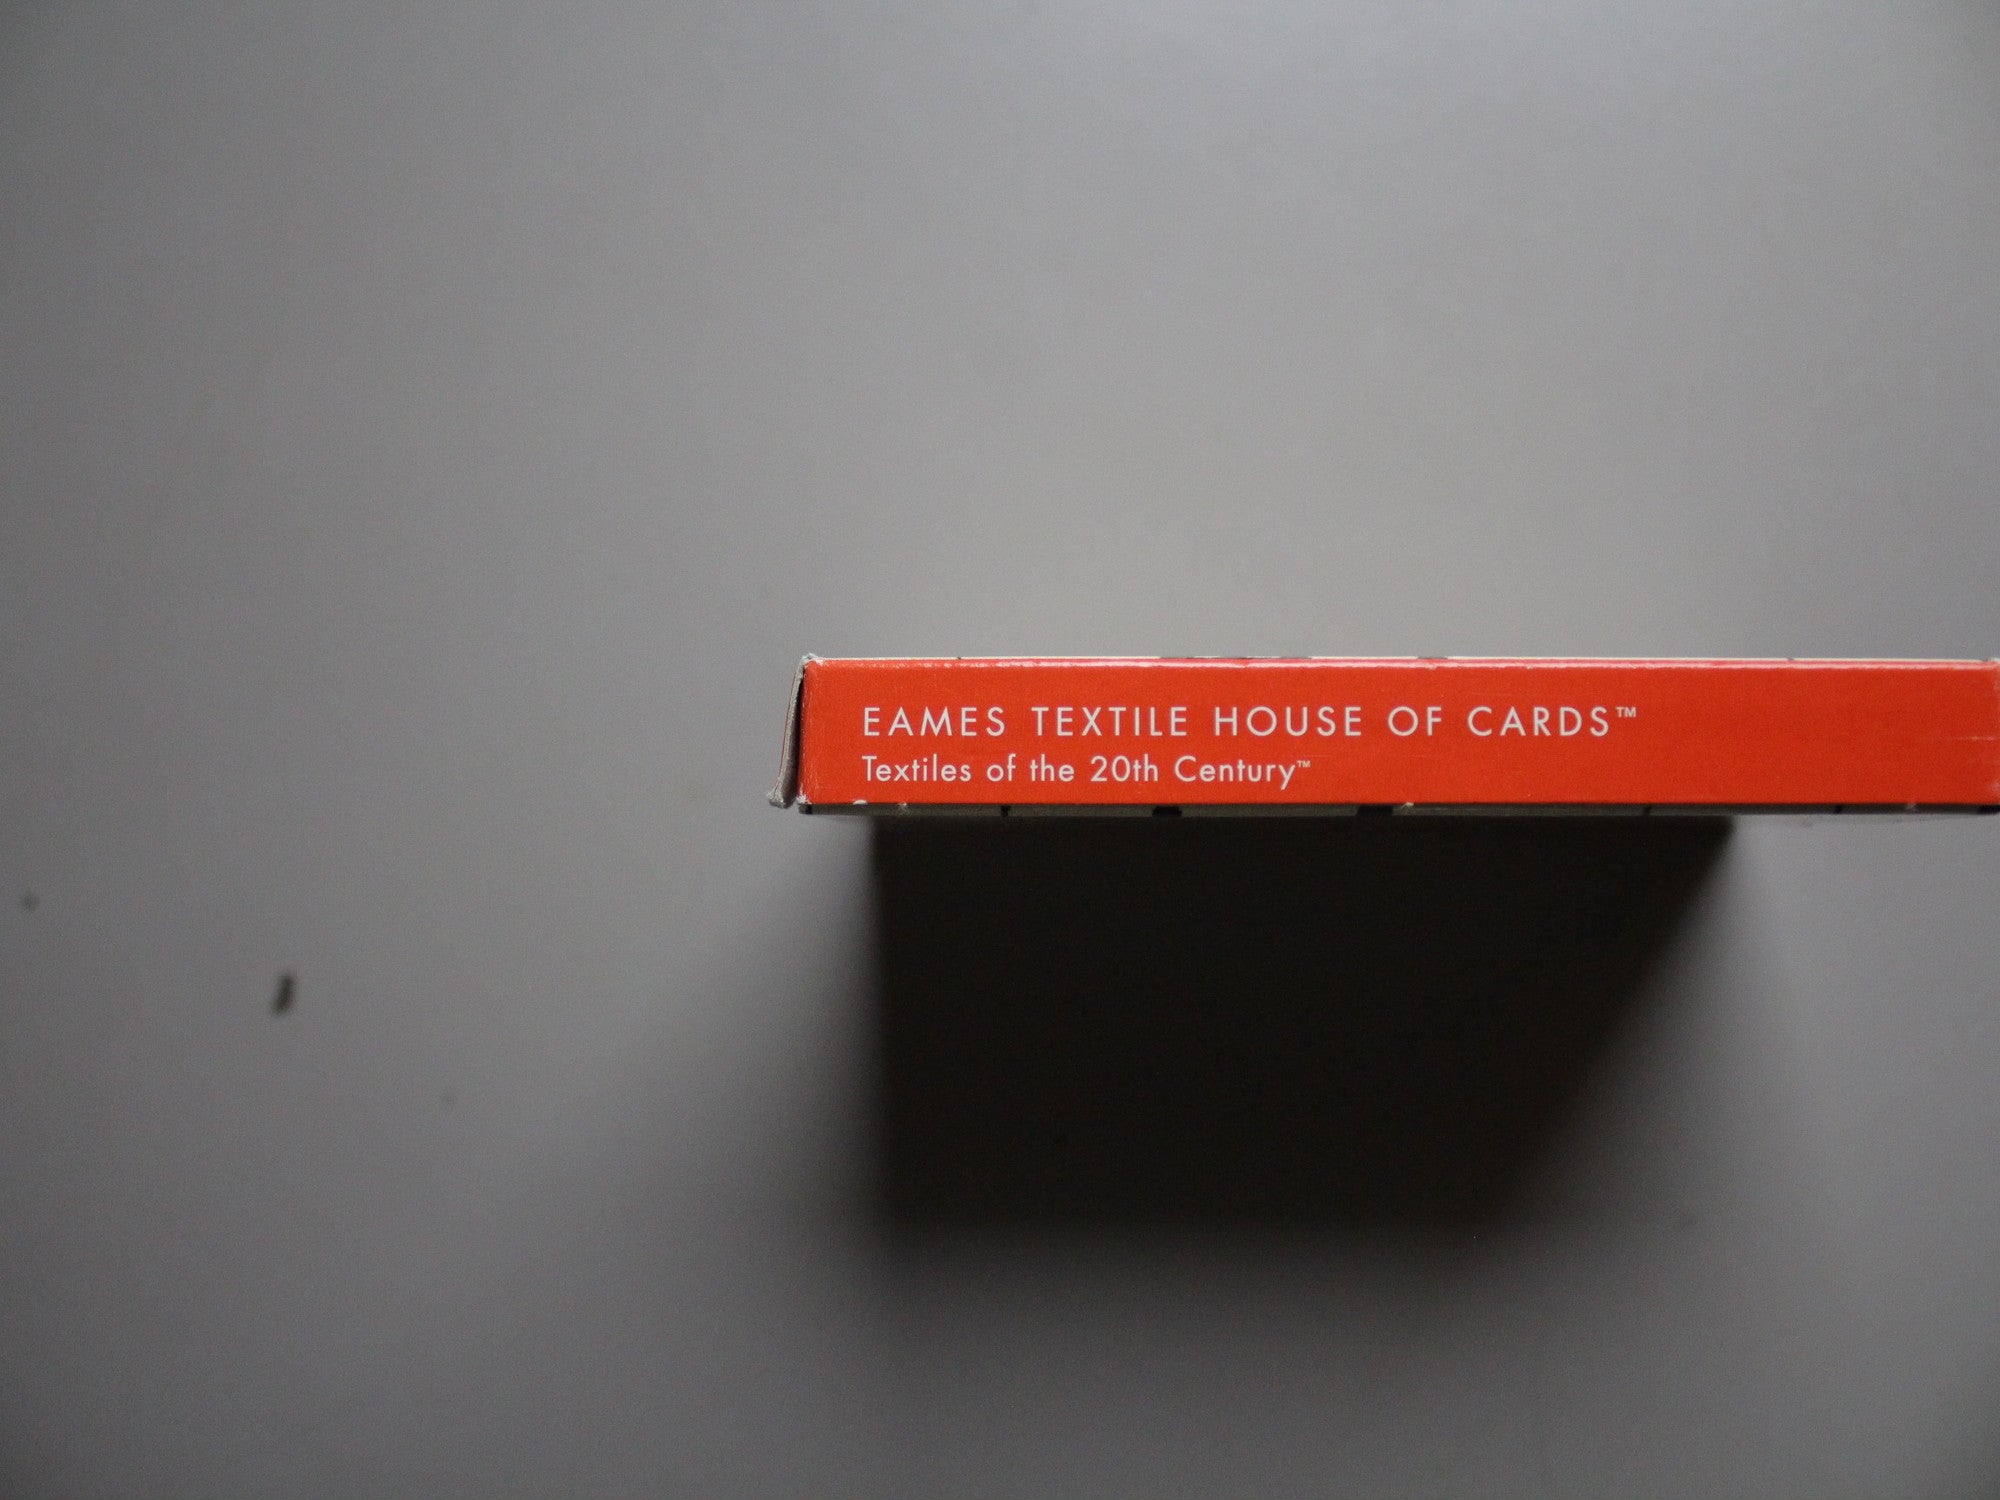 EAMES TEXTILE HOUSE OF CARDS™
Textiles of the 20th Century™